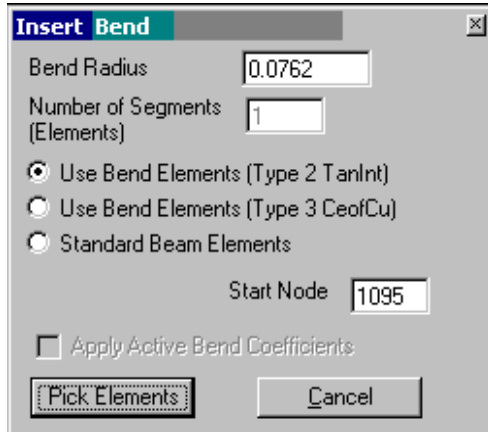 Insert Bend
Bend Radius 0.0762
Number of Segments
(Elements) 1
Use Bend Elements (Type 2 TanInt)
Use Bend Elements (Type 3 CeofCu)
Standard Beam Elements
Start Node 1095
Apply Active Bend Coefficients
Pick Elements Cancel